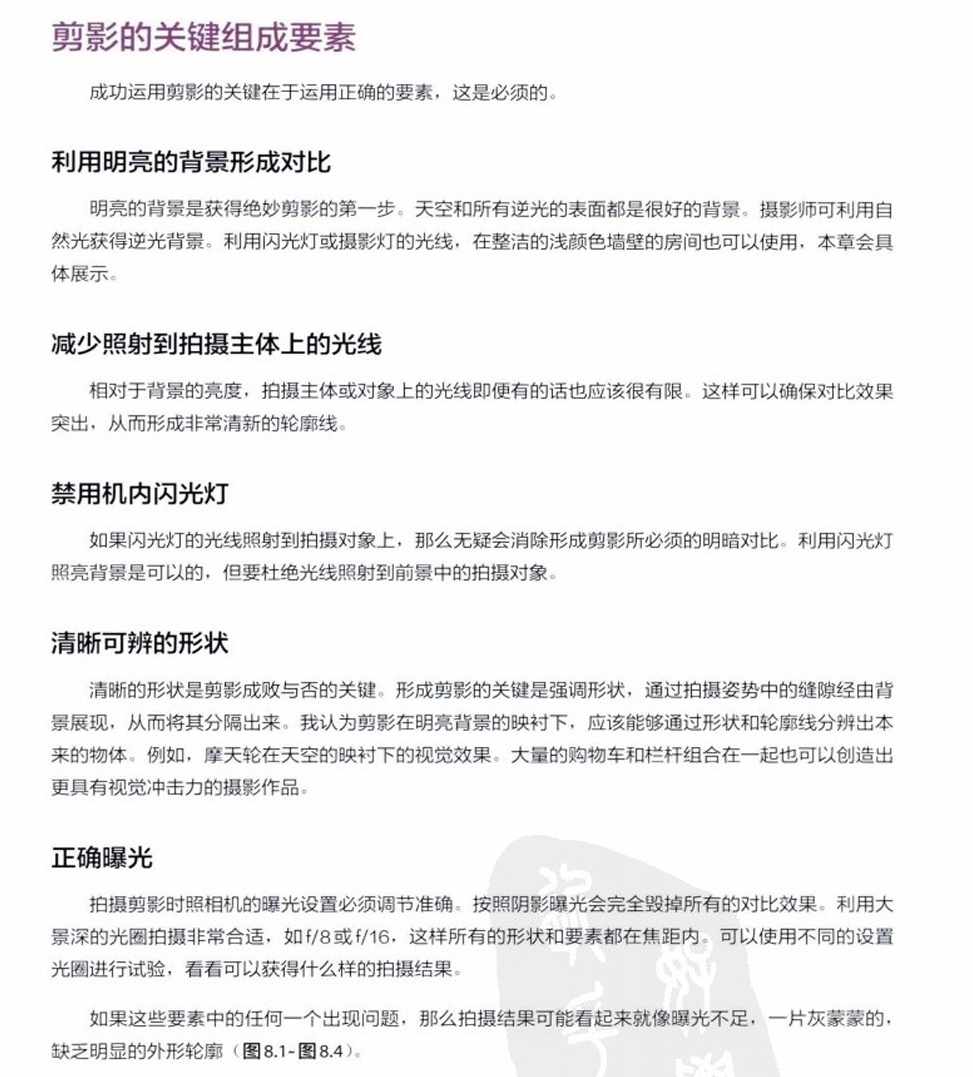 剪影的关键组成要素
成功运用剪影的关键在于运用正确的要素，这是必须的。
利用明亮的背景形成对比
明亮的背景是获得绝妙剪影的第一步。天空和所有逆光的表面都是很好的背景。摄影师可利用自
然光获得逆光背景。利用闪光灯或摄影灯的光线，在整洁的浅颜色墙壁的房间也可以使用，本章会具
体展示。
减少照射到拍摄主体上的光线
相对于背景的亮度，拍摄主体或对象上的光线即便有的话也应该很有限。这样可以确保对比效果
突出，从而形成非常清新的轮廓线。
禁用机内闪光灯
如果闪光灯的光线照射到拍摄对象上，那么无疑会消除形成剪影所必须的明暗对比。利用闪光灯
照亮背景是可以的，但要杜绝光线照射到前景中的拍摄对象。
清晰可辨的形状
清晰的形状是剪影成败与否的关键。形成剪影的关键是强调形状，通过拍摄姿势中的缝隙经由背
景展现，从而将其分隔出来。我认为剪影在明亮背景的映衬下，应该能够通过形状和轮廓线分辨出本
来的物体。例如，摩天轮在天空的映衬下的视觉效果。大量的购物车和栏杆组合在一起也可以创造出
更具有视觉冲击力的摄影作品。
正确曝光
拍摄剪影时照相机的曝光设置必须调节准确。按照阴影曝光会完全毁掉所有的对比效果。利用大
景深的光圈拍摄非常合适，如f/8或f/16，这样所有的形状和要素都在焦距内。可以使用不同的设置
光圈进行试验，看看可以获得什么样的拍摄结果。
如果这些要素中的任何一个出现问题，那么拍摄结果可能看起来就像曝光不足，一片灰蒙蒙的，
缺乏明显的外形轮廓（图8.1~图8.4）。